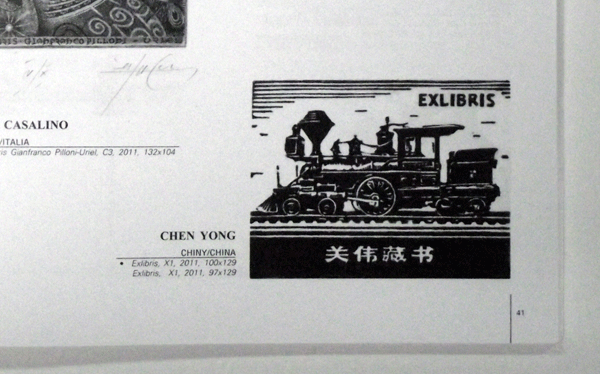 CASALINO
/ITALIA
is Gianfranco Pilloni-Uriel, C3, 2011, 132x104
EXLIBRIS
关伟藏书
CHEN YONG
CHINY/CHINA
• Exlibris, X1, 2011, 100x129
Exlibris, X1, 2011, 97x129
41